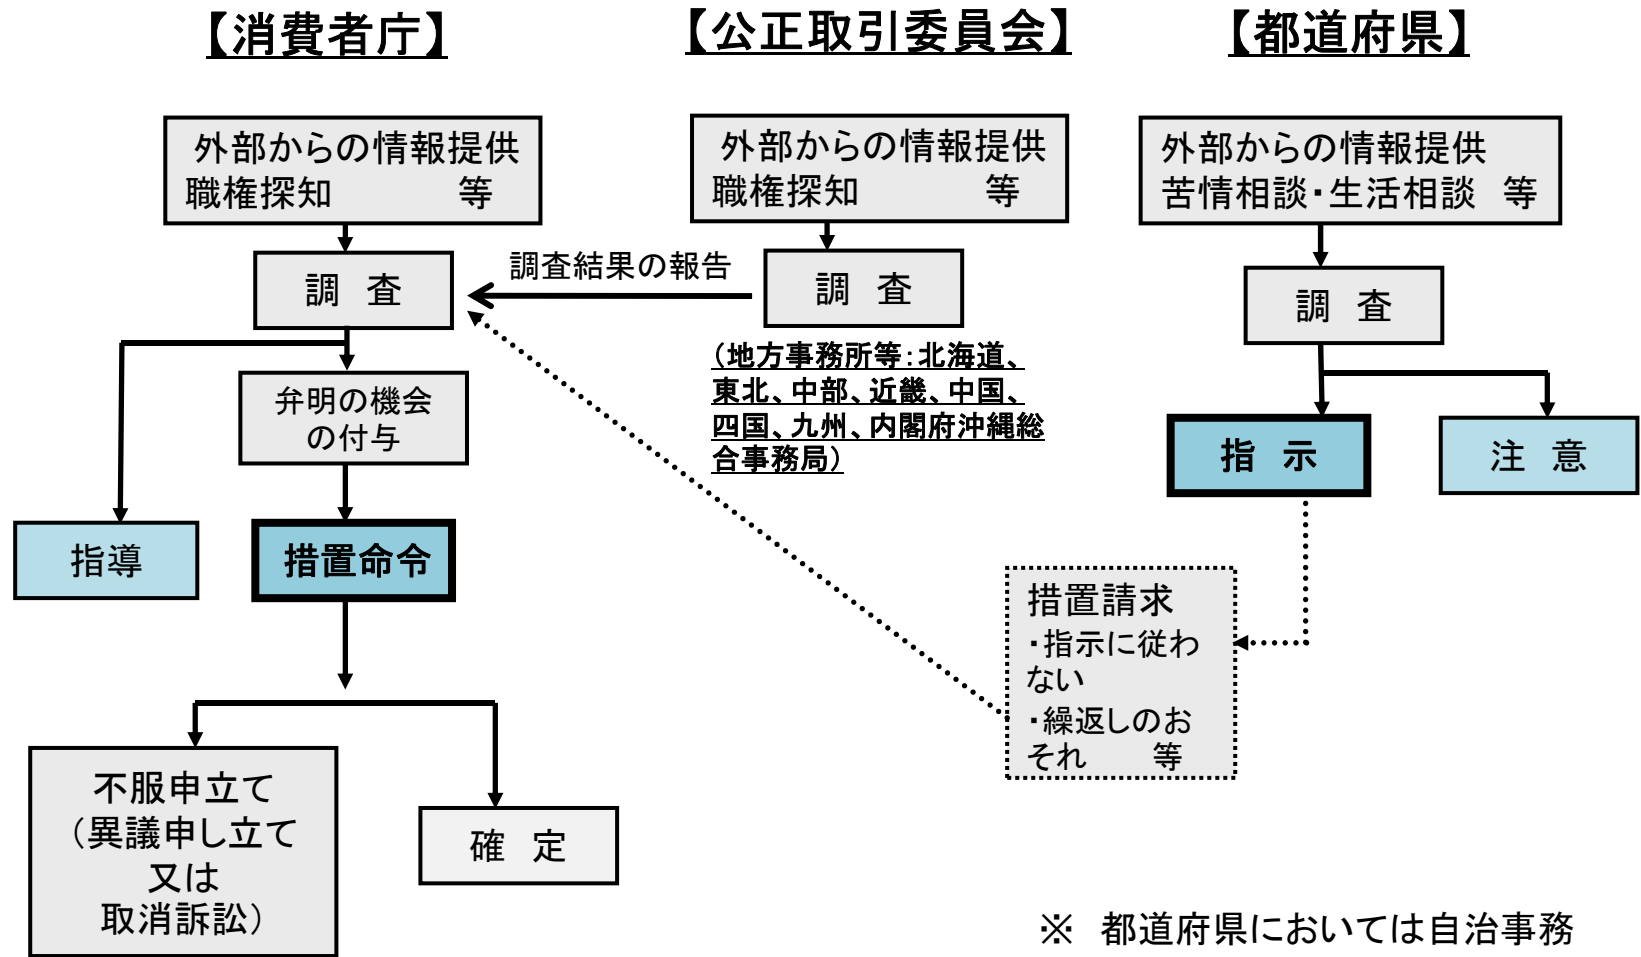 【消費者庁】
外部からの情報提供
職権探知　　　等
調　査
弁明の機会
の付与
指導
措置命令
不服申立て
（異議申し立て
又は
取消訴訟）
確　定
【公正取引委員会】
外部からの情報提供
職権探知　　　等
調　査
調査結果の報告
（地方事務所等：北海道、
東北、中部、近畿、中国、
四国、九州、内閣府沖縄総
合事務局）
【都道府県】
外部からの情報提供
苦情相談・生活相談　等
調　査
指　示
注　意
措置請求
・指示に従わ
ない
・繰返しのお
それ　　等
※　都道府県においては自治事務